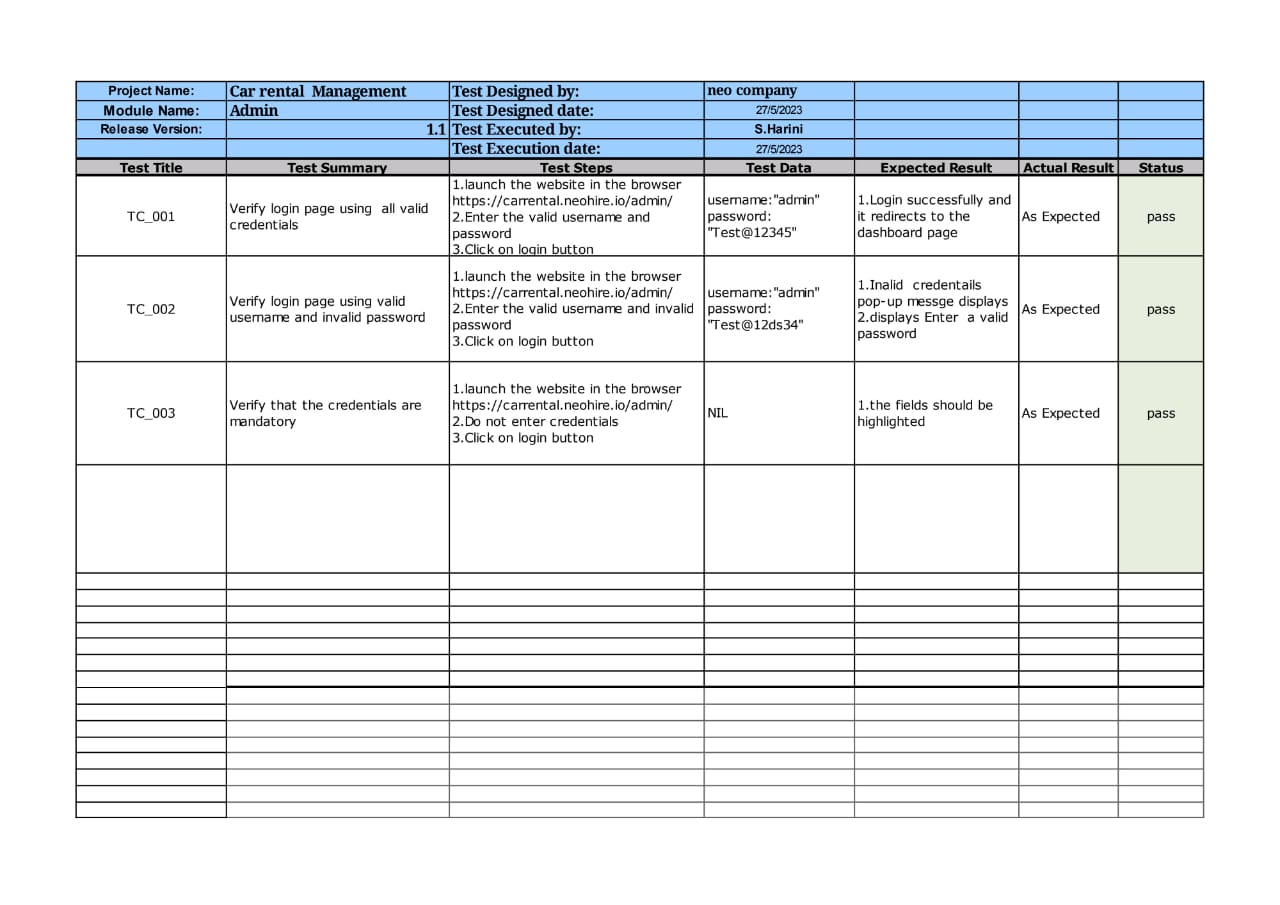 Project Name: Car rental  Management Test Designed by: neo company
Module Name: Admin Test Designed date: 27/5/2023
Release Version: 1.1 Test Executed by: S.Harini
Test Execution date: 27/5/2023
Test Title Test Summary Test Steps Test Data Expected Result Actual Result Status
TC_001
Verify login page using  all valid
credentials
1.launch the website in the browser
https://carrental.neohire.io/admin/
2.Enter the valid username and
password
3.Click on login button
username:"admin"
password:
"Test@12345"
1.Login successfully and
it redirects to the
dashboard page
As Expected
pass
TC_002
Verify login page using valid
username and invalid password
1.launch the website in the browser
https://carrental.neohire.io/admin/
2.Enter the valid username and invalid
password
3.Click on login button
username:"admin"
password:
"Test@12ds34"
1.Inalid  credentails
pop-up messge displays
2.displays Enter  a valid
password
As Expected
pass
TC_003
Verify that the credentials are
mandatory
1.launch the website in the browser
https://carrental.neohire.io/admin/
2.Do not enter credentials
3.Click on login button
NIL
1.the fields should be
highlighted
As Expected
pass